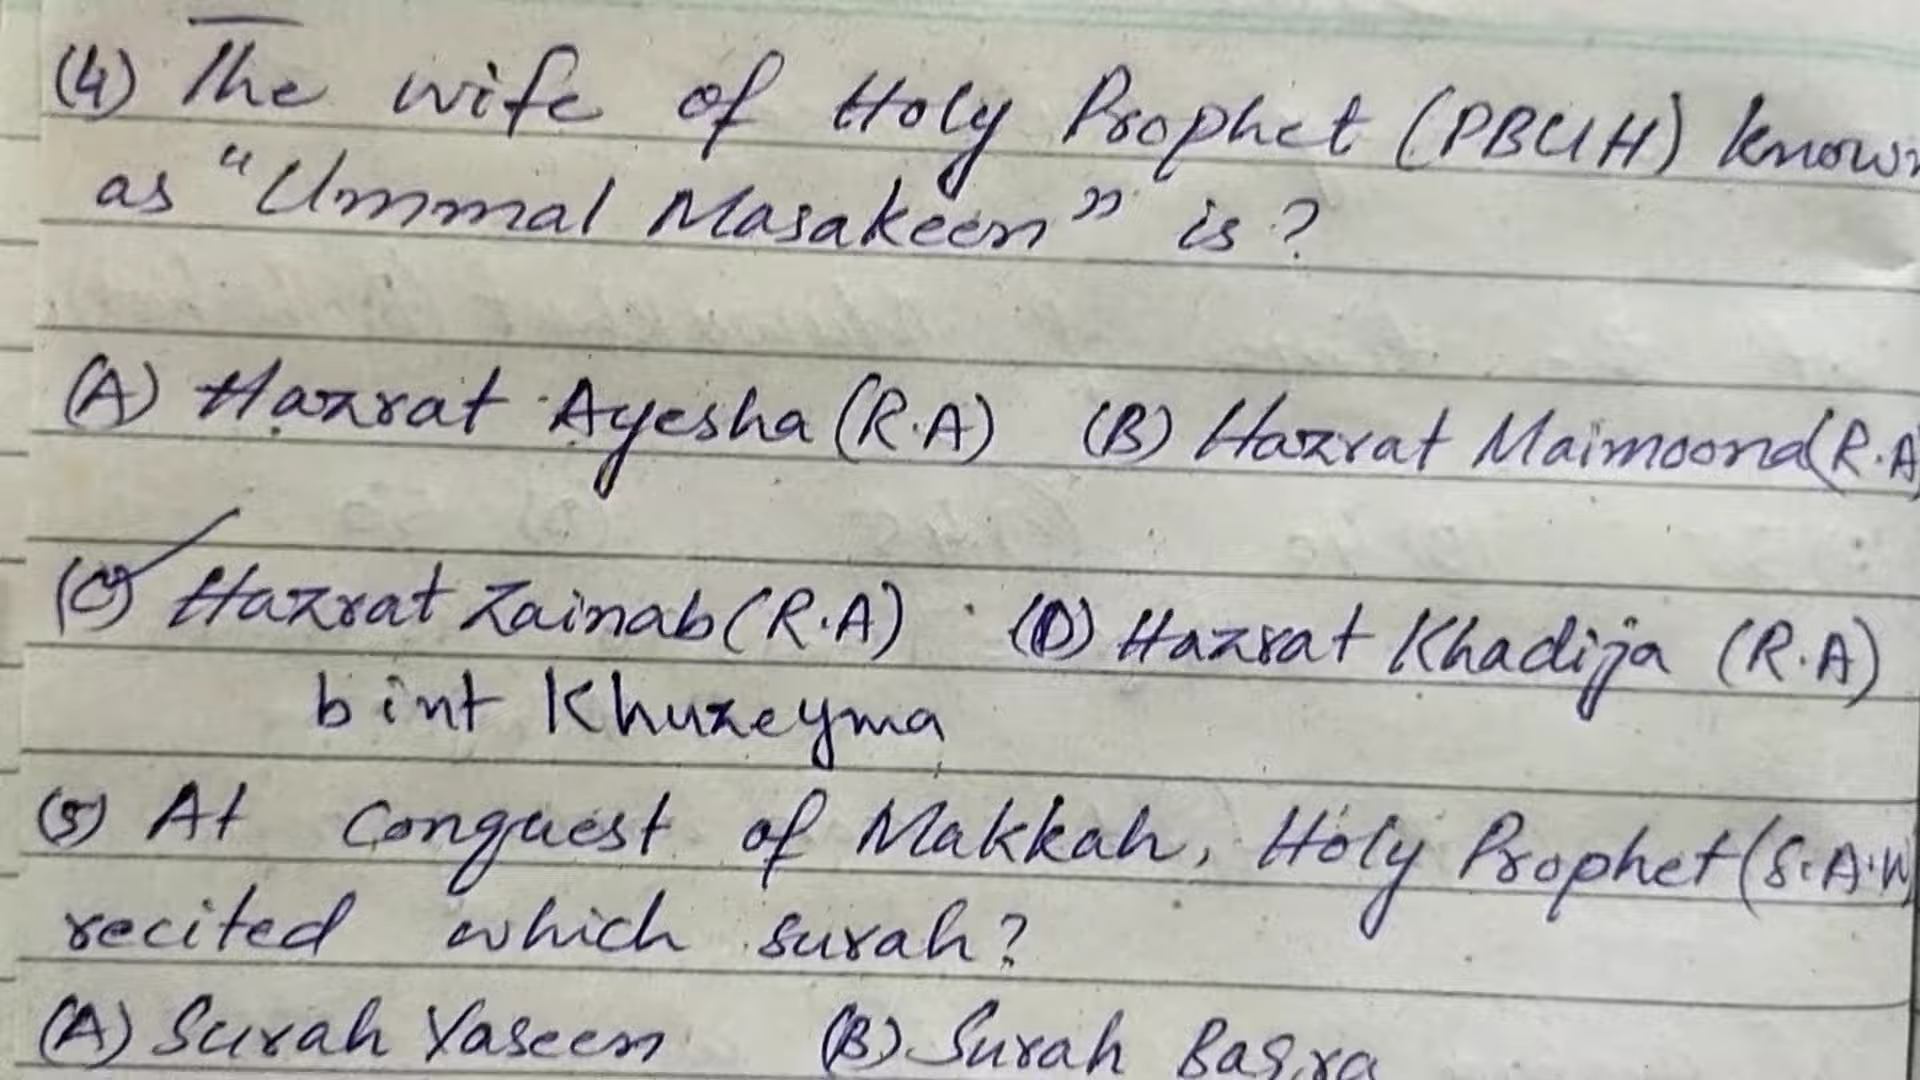 (4) The wife of Holy Prophet (PBUH) known
as "Ummal Masakeen" is?
(A) Hazrat Ayesha (R.A) (B) Hazrat Maimoona (R.A)
(C) Hazrat Zainab (R.A) (D) Hazrat Khadija (R.A)
bint Khuzeyma
(5) At Conquest of Makkah, Holy Prophet (S.A.W)
recited which surah?
(A) Surah Yaseen (B) Surah Baqra